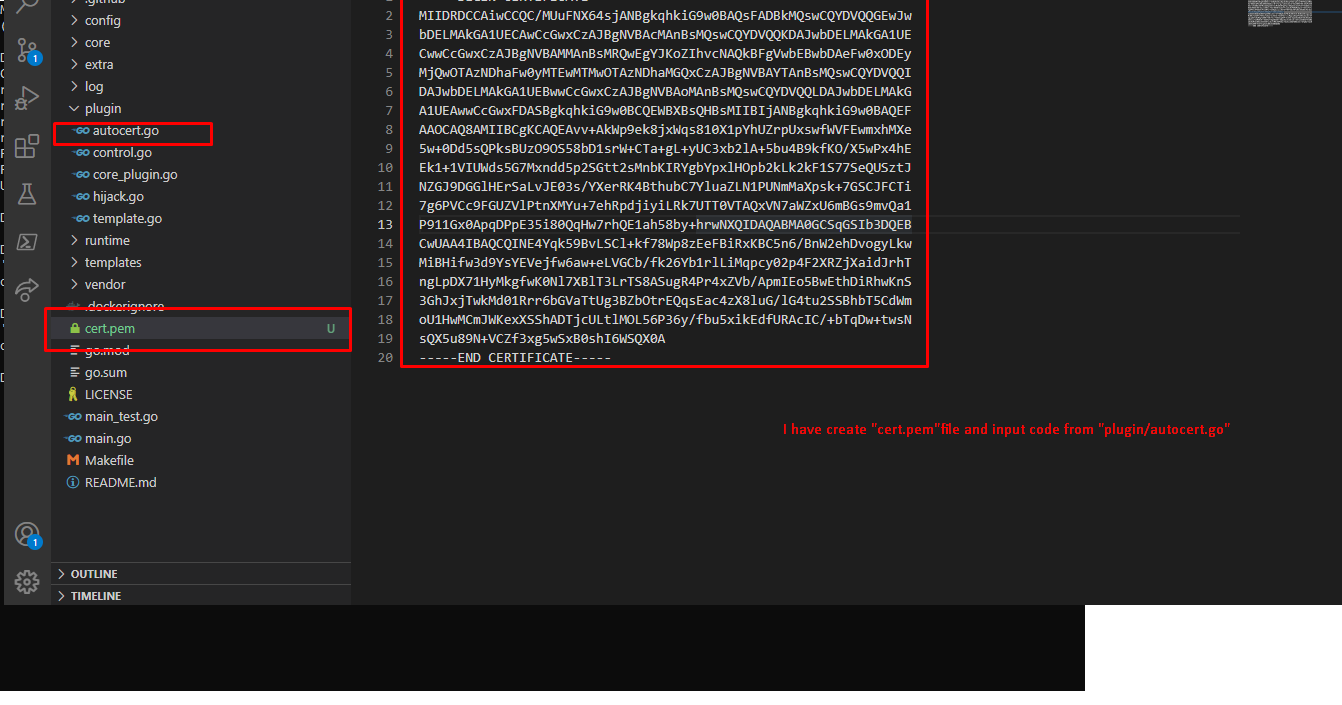 .github
config
core
extra
log
plugin
autocert.go
control.go
core_plugin.go
hijack.go
template.go
runtime
templates
vendor
.dockerignore
cert.pem U
go.mod
go.sum
LICENSE
main_test.go
main.go
Makefile
README.md
OUTLINE
TIMELINE
1
1
2 MIIDRDCCAiwCCQC/MUuFNX64sjANBgkqhkiG9w0BAQsFADBkMQswCQYDVQQGEwJw
3 bDELMAkGA1UECAwCcGwxCzAJBgNVBAcMAnBsMQswCQYDVQQKDAJwbDELMAkGA1UE
4 CwwCcGwxCzAJBgNVBAMMAnBsMRQwEgYJKoZIhvcNAQkBFgVwbEBwbDAeFw0xODEy
5 MjQwOTAzNDhaFw0yMTEwMTMwOTAzNDhaMGQxCzAJBgNVBAYTAnBsMQswCQYDVQQI
6 DAJwbDELMAkGA1UEBwwCcGwxCzAJBgNVBAoMAnBsMQswCQYDVQQLDAJwbDELMAkG
7 A1UEAwwCcGwxFDASBgkqhkiG9w0BCQEWBXBsQHBsMIIBIjANBgkqhkiG9w0BAQEF
8 AAOCAQ8AMIIBCgKCAQEAvv+AkWp9ek8jxWqs810X1pYhUZrpUxswfWVFEwmxhMXe
9 5w+0Dd5sQPksBUzO9OS58bD1srW+CTa+gL+yUC3xb2lA+5bu4B9kfKO/X5wPx4hE
10 Ek1+1VIUWds5G7Mxndd5p2SGtt2sMnbKIRYgbYpxlHOpb2kLk2kF1S77SeQUSztJ
11 NZGJ9DGGlHErSaLvJE03s/YXerRK4BthubC7YluaZLN1PUNmMaXpsk+7GSCJFCTi
12 7g6PVCc9FGUZVlPtnXMYu+7ehRpdjiyiLRk7UTT0VTAQxVN7aWZxU6mBGs9mvQa1
13 P911Gx0ApqDPpE35i80QqHw7rhQE1ah58by+hrwNXQIDAQABMA0GCSqGSIb3DQEB
14 CwUAA4IBAQCQINE4Yqk59BvLSCl+kf78Wp8zEeFBiRxKBC5n6/BnW2ehDvogyLkw
15 MiBHifw3d9YsYEVejfw6aw+eLVGCb/fk26Yb1rlLiMqpcy02p4F2XRZjXaidJrhT
16 ngLpDX71HyMkgfwK0Nl7XBlT3LrTS8ASugR4Pr4xZVb/ApmIEo5BwEthDiRhwKnS
17 3GhJxjTwkMd01Rrr6bGVaTtUg3BZbOtrEQqsEac4zX8luG/lG4tu2SSBhbT5CdWm
18 oU1HwMCmJWKexXSShADTjcULtlMOL56P36y/fbu5xikEdfURAcIC/+bTqDw+twsN
19 sQX5u89N+VCZf3xg5wSxB0shI6WSQX0A
20 -----END CERTIFICATE-----
I have create "cert.pem"file and input code from "plugin/autocert.go"